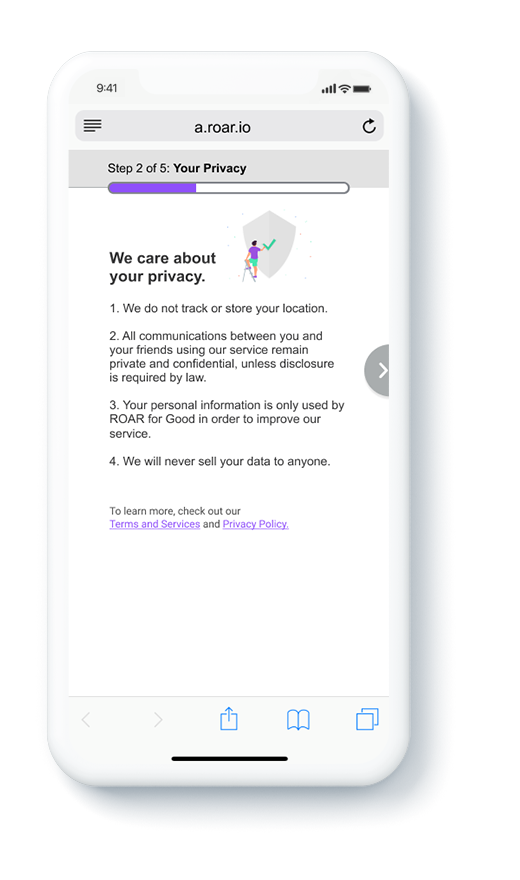 9:41
a.roar.io
Step 2 of 5: Your Privacy
We care about
your privacy.
1. We do not track or store your location.
2. All communications between you and
your friends using our service remain
private and confidential, unless disclosure
is required by law.
3. Your personal information is only used by
ROAR for Good in order to improve our
service.
4. We will never sell your data to anyone.
To learn more, check out our
Terms and Services and Privacy Policy.